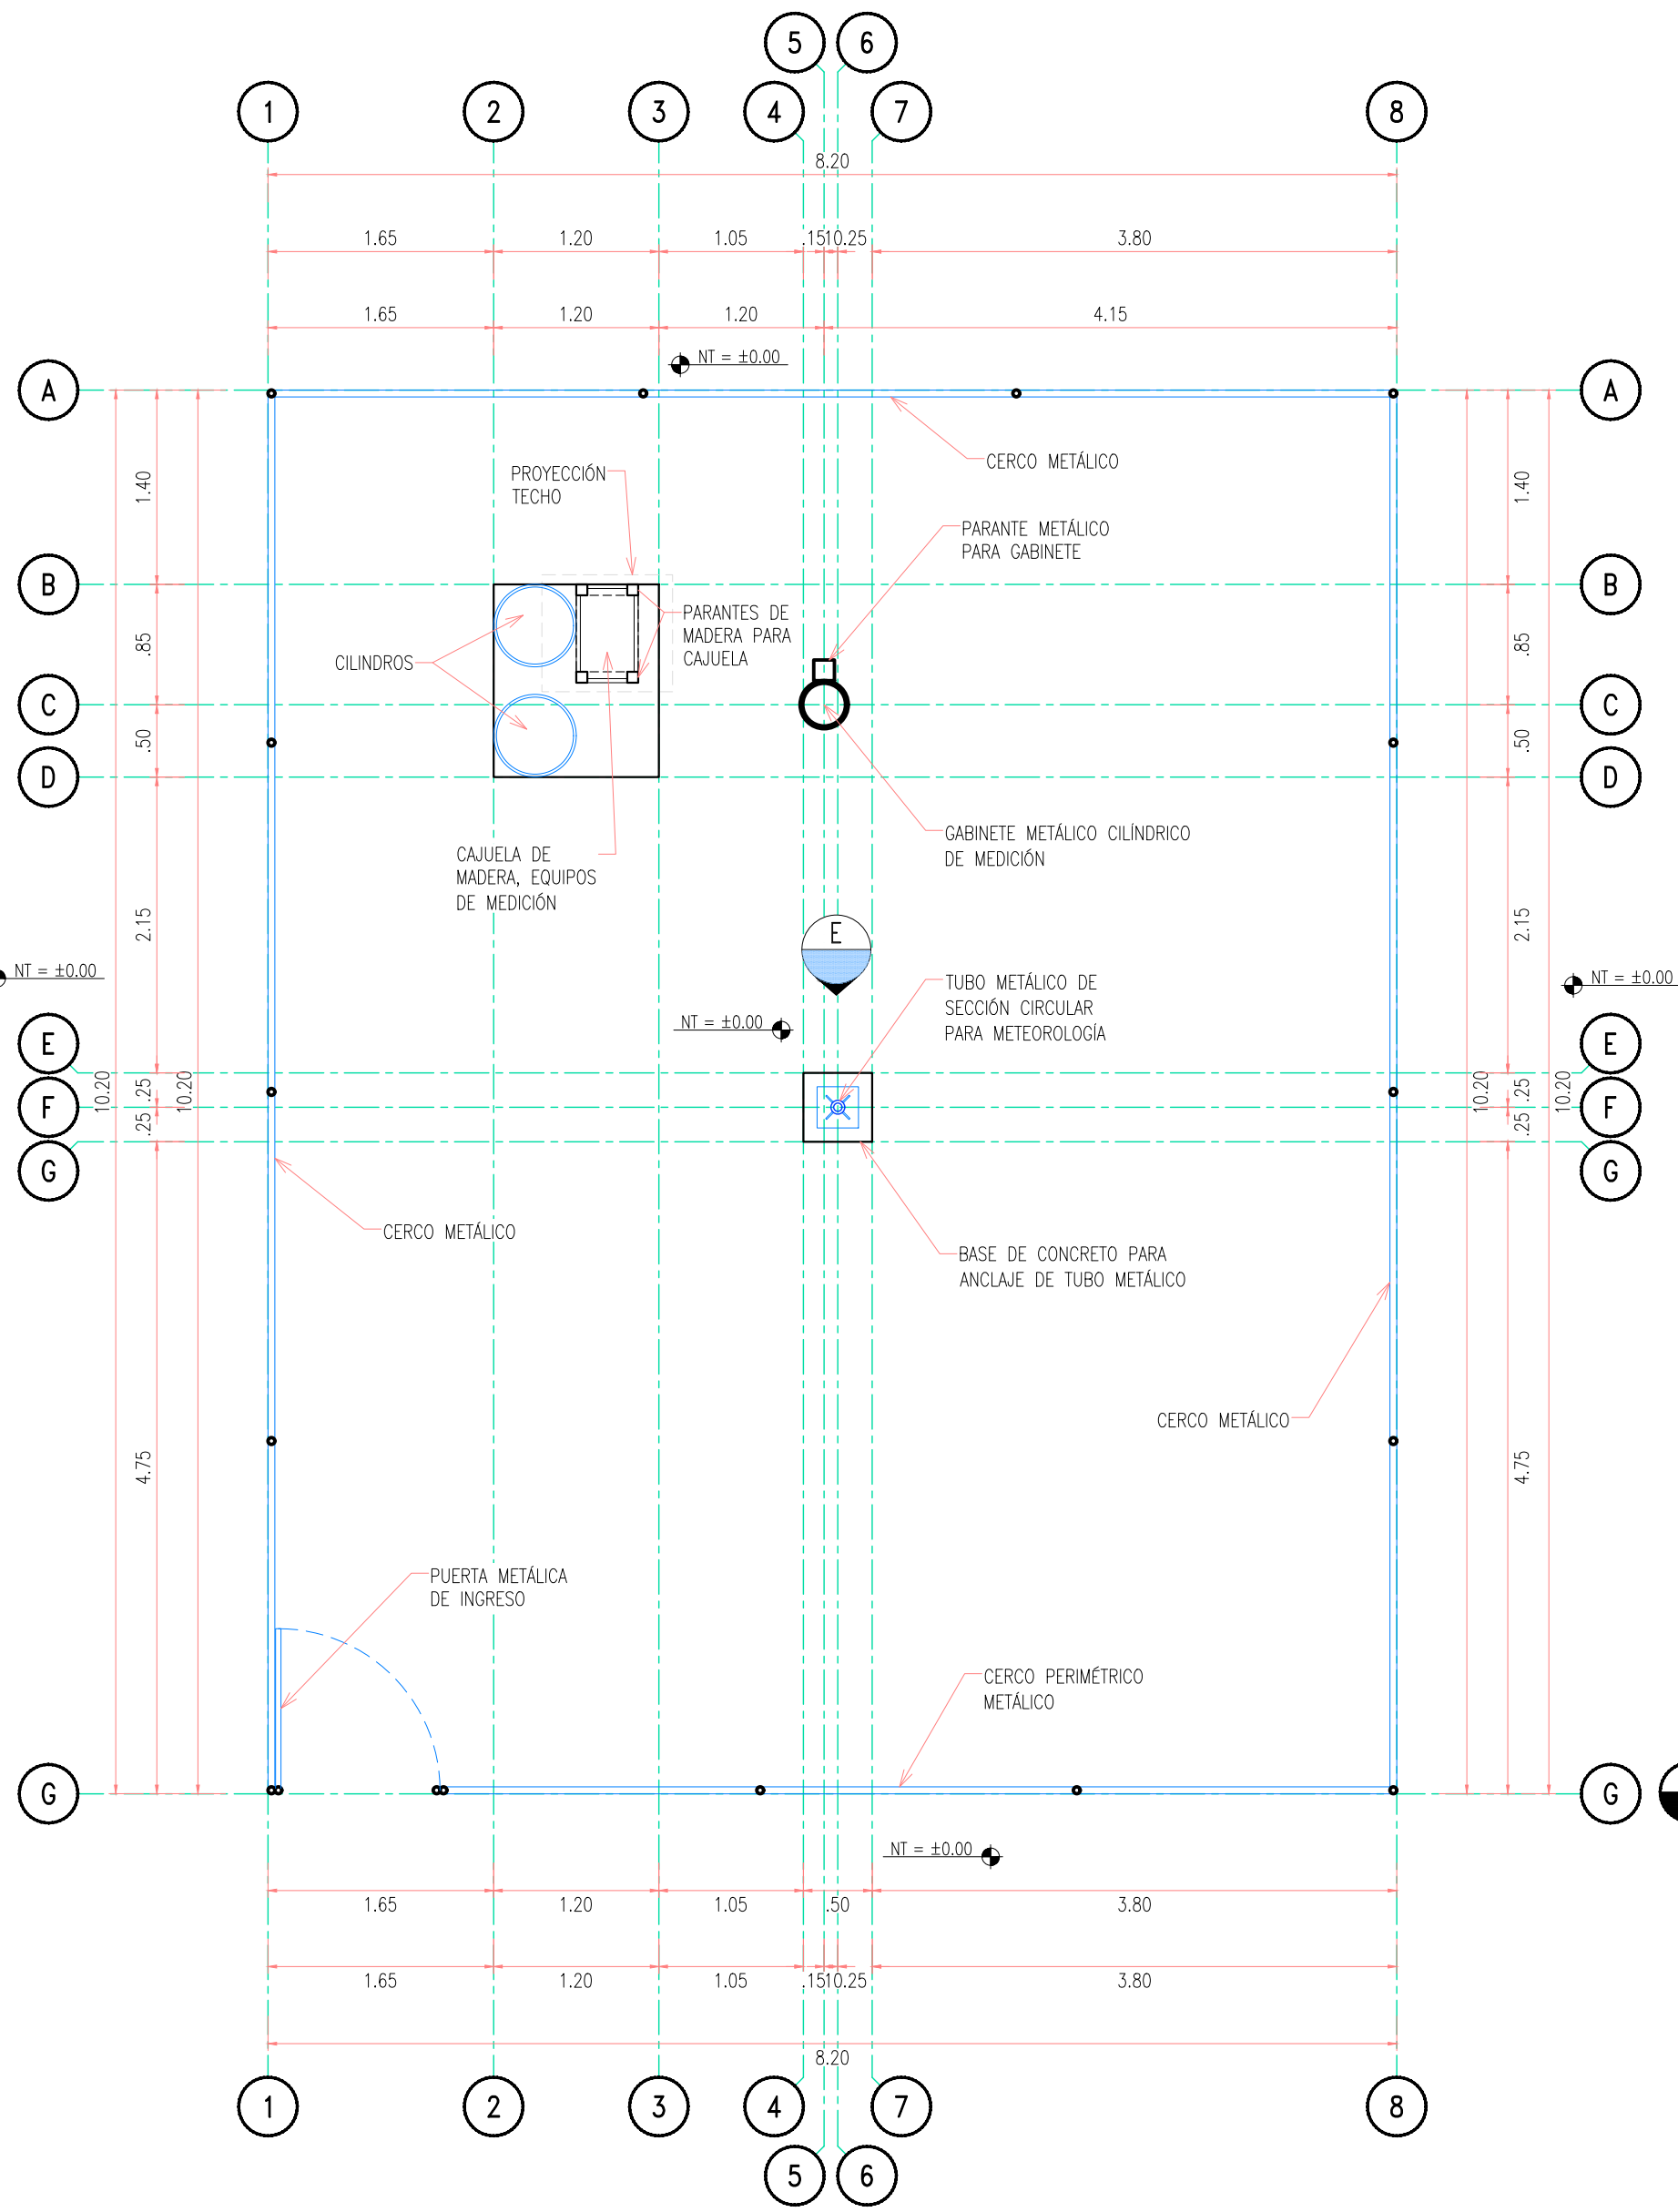 5 6
1 2 3 4 7 8
8.20
1.65 1.20 1.05 .15 .10 .25 3.80
1.65 1.20 1.20 4.15
NT = ±0.00
A A
CERCO METÁLICO
PROYECCIÓN
TECHO
1.40 1.40
PARANTE METÁLICO
PARA GABINETE
B B
PARANTES DE
MADERA PARA
CAJUELA
.85 .85
CILINDROS
C C
.50 .50
D D
GABINETE METÁLICO CILÍNDRICO
DE MEDICIÓN
CAJUELA DE
MADERA, EQUIPOS
DE MEDICIÓN
2.15 2.15
E
NT = ±0.00 NT = ±0.00
TUBO METÁLICO DE
SECCIÓN CIRCULAR
PARA METEOROLOGÍA
NT = ±0.00
E E
10.20 .25 10.20 10.20 .25 10.20
F F
.25 .25
G G
CERCO METÁLICO
BASE DE CONCRETO PARA
ANCLAJE DE TUBO METÁLICO
CERCO METÁLICO
4.75 4.75
PUERTA METÁLICA
DE INGRESO
CERCO PERIMÉTRICO
METÁLICO
G G
NT = ±0.00
1.65 1.20 1.05 .50 3.80
1.65 1.20 1.05 .15 .10 .25 3.80
8.20
1 2 3 4 7 8
5 6